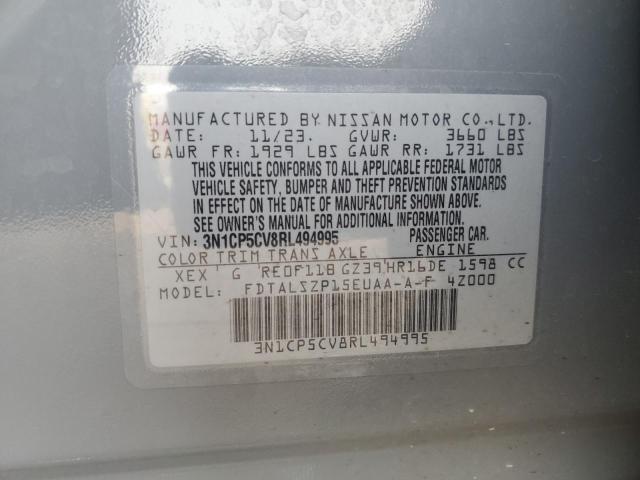 MANUFACTURED BY NISSAN MOTOR CO.,LTD.
DATE: 11/23. GVWR: 3660 LBS
GAWR FR: 1929 LBS GAWR RR: 1731 LBS
THIS VEHICLE CONFORMS TO ALL APPLICABLE FEDERAL MOTOR
VEHICLE SAFETY, BUMPER AND THEFT PREVENTION STANDARDS
IN EFFECT ON THE DATE OF MANUFACTURE SHOWN ABOVE.
SEE OWNER'S MANUAL FOR ADDITIONAL INFORMATION.
VIN: 3N1CP5CV8RL494995 PASSENGER CAR.
COLOR TRIM TRANS AXLE ENGINE
XEX G RE0F11B GZ39 HR16DE 1598 CC
MODEL: FDTALSZP15EUAA-A-F 4Z000
3N1CP5CV8RL494995